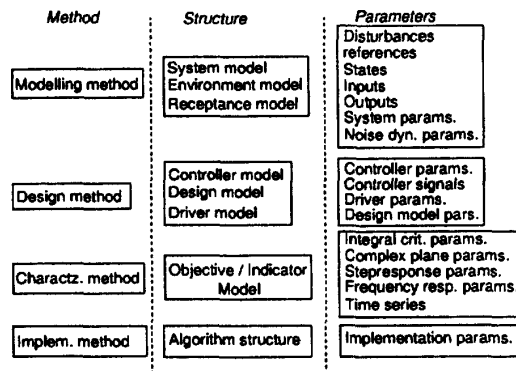 Method
Structure
Parameters
Modelling method
System model
Environment model
Receptance model
Disturbances
references
States
Inputs
Outputs
System params.
Noise dyn. params.
Design method
Controller model
Design model
Driver model
Controller params.
Controller signals
Driver params.
Design model pars.
Charactz. method
Objective / Indicator
Model
Integral crit. params.
Complex plane params.
Stepresponse params.
Frequency resp. params.
Time series
Implem. method
Algorithm structure
Implementation params.